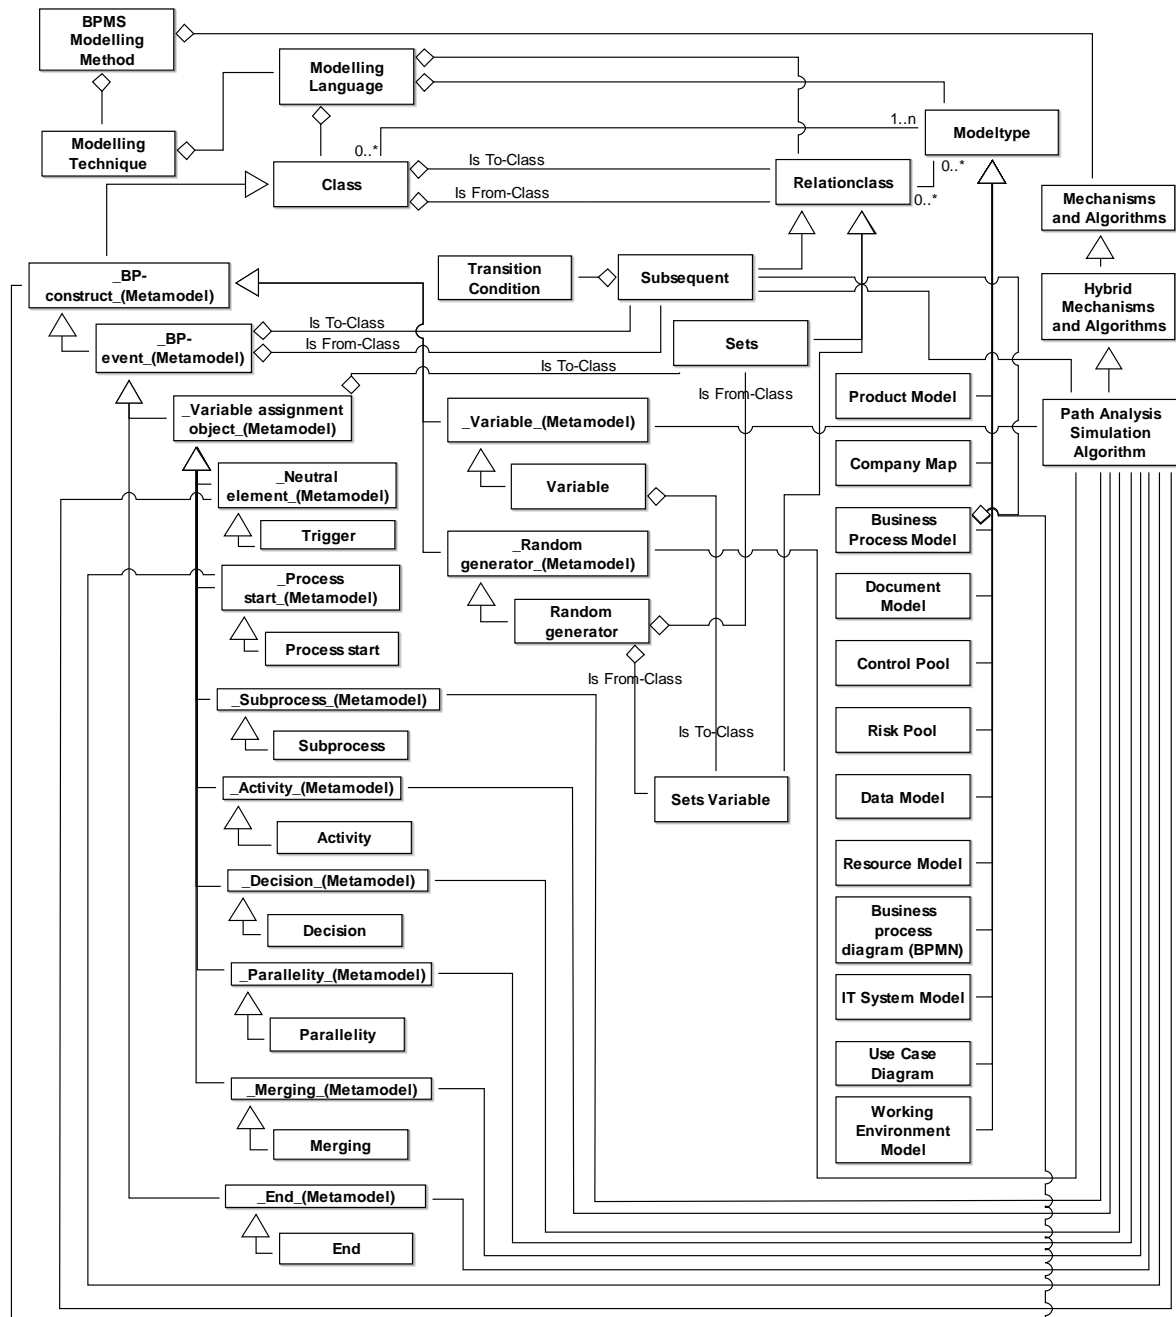 BPMS
Modelling
Method
Modelling
Language
Modelling
Technique
Modeltype
1..n
0..*
Class
Is To-Class
Is From-Class
Relationclass
0..*
0..*
Mechanisms
and Algorithms
_BP-
construct_(Metamodel)
Transition
Condition
Subsequent
Hybrid
Mechanisms
and Algorithms
_BP-
event_(Metamodel)
Is To-Class
Is From-Class
Sets
Is To-Class
Is From-Class
_Variable assignment
object_(Metamodel)
_Variable_(Metamodel)
Product Model
Path Analysis
Simulation
Algorithm
_Neutral
element_(Metamodel)
Variable
Company Map
Trigger
_Random
generator_(Metamodel)
Business
Process Model
_Process
start_(Metamodel)
Random
generator
Document
Model
Process start
Is From-Class
Control Pool
_Subprocess_(Metamodel)
Subprocess
Is To-Class
Risk Pool
_Activity_(Metamodel)
Sets Variable
Data Model
Activity
Resource Model
_Decision_(Metamodel)
Decision
Business
process
diagram (BPMN)
_Parallelity_(Metamodel)
IT System Model
Parallelity
Use Case
Diagram
_Merging_(Metamodel)
Merging
Working
Environment
Model
_End_(Metamodel)
End